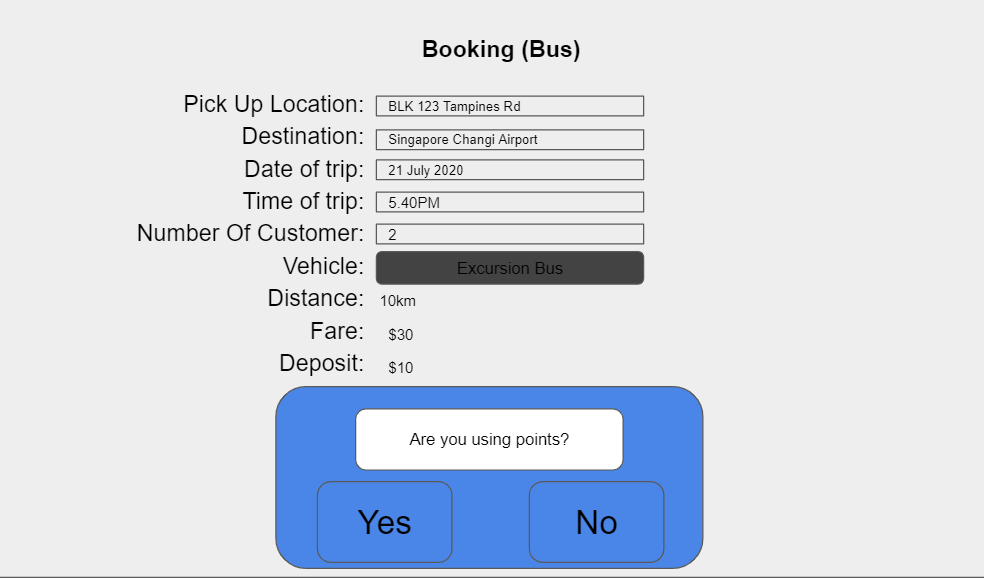 Booking (Bus)
Pick Up Location: BLK 123 Tampines Rd
Destination: Singapore Changi Airport
Date of trip: 21 July 2020
Time of trip: 5.40PM
Number Of Customer: 2
Vehicle: Excursion Bus
Distance: 10km
Fare: $30
Deposit: $10
Are you using points?
Yes No